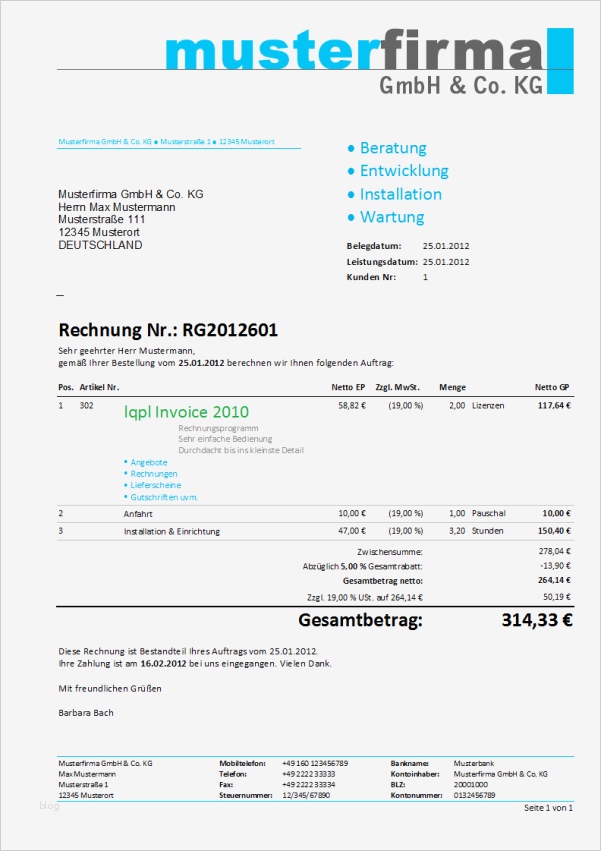 musterfirma
GmbH & Co. KG
Musterfirma GmbH & Co. KG ● Musterstraße 1 ● 12345 Musterort
● Beratung
● Entwicklung
● Installation
● Wartung
Musterfirma GmbH & Co. KG
Herrn Max Mustermann
Musterstraße 111
12345 Musterort
DEUTSCHLAND
Belegdatum: 25.01.2012
Leistungsdatum: 25.01.2012
Kunden Nr: 1
Rechnung Nr.: RG2012601
Sehr geehrter Herr Mustermann,
gemäß Ihrer Bestellung vom 25.01.2012 berechnen wir Ihnen folgenden Auftrag:
Pos. Artikel Nr. Netto EP Zzgl. MwSt. Menge Netto GP
1 302 Iqpl Invoice 2010 58,82 € (19,00 %) 2,00 Lizenzen 117,64 €
Rechnungsprogramm
Sehr einfache Bedienung
Durchdacht bis ins kleinste Detail
• Angebote
• Rechnungen
• Lieferscheine
• Gutschriften uvm.
2 Anfahrt 10,00 € (19,00 %) 1,00 Pauschal 10,00 €
3 Installation & Einrichtung 47,00 € (19,00 %) 3,20 Stunden 150,40 €
Zwischensumme: 278,04 €
Abzüglich 5,00 % Gesamtrabatt: -13,90 €
Gesamtbetrag netto: 264,14 €
Zzgl. 19,00 % USt. auf 264,14 € 50,19 €
Gesamtbetrag: 314,33 €
Diese Rechnung ist Bestandteil Ihres Auftrags vom 25.01.2012.
Ihre Zahlung ist am 16.02.2012 bei uns eingegangen. Vielen Dank.
Mit freundlichen Grüßen
Barbara Bach
Musterfirma GmbH & Co. KG Mobiltelefon: +49 160 123456789 Bankname: Musterbank
Max Mustermann Telefon: +49 2222 33333 Kontoinhaber: Musterfirma GmbH & Co. KG
Musterstraße 1 Fax: +49 2222 33334 BLZ: 20001000
12345 Musterort Steuernummer: 12/345/67890 Kontonummer: 0132456789
blog
Seite 1 von 1